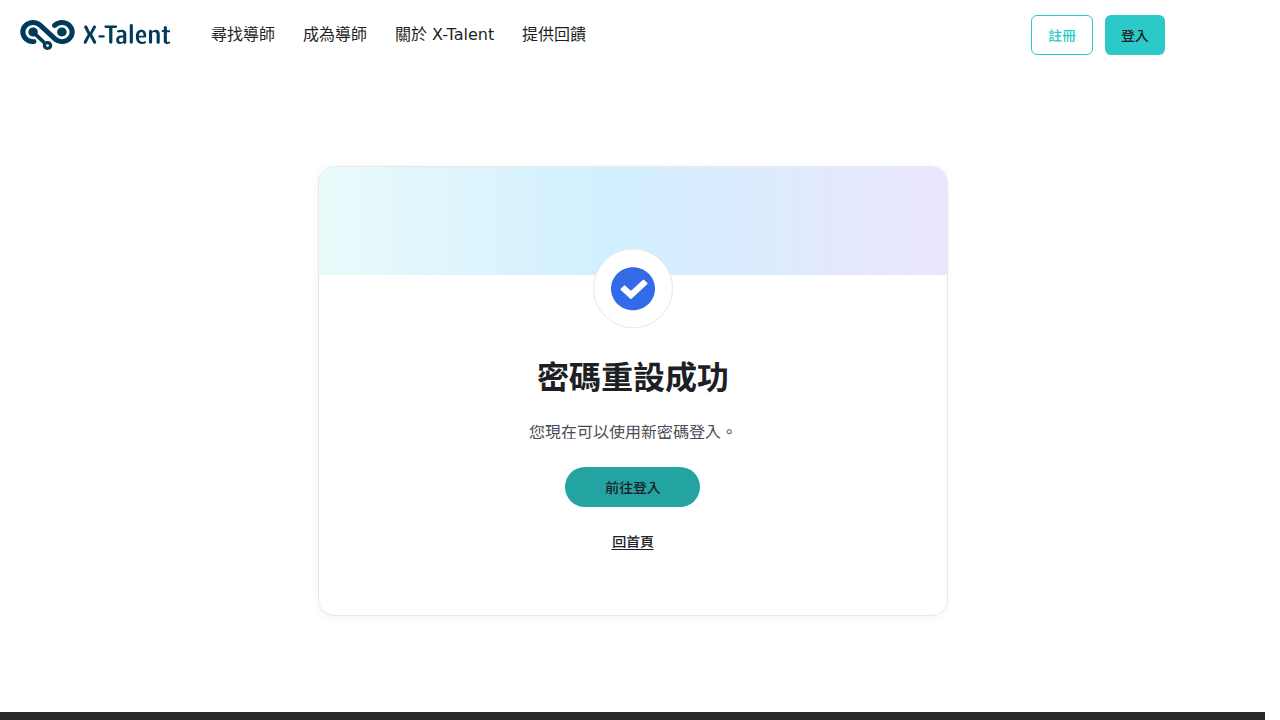 X-Talent
尋找導師
成為導師
關於 X-Talent
提供回饋
註冊
登入
密碼重設成功
您現在可以使用新密碼登入。
前往登入
回首頁